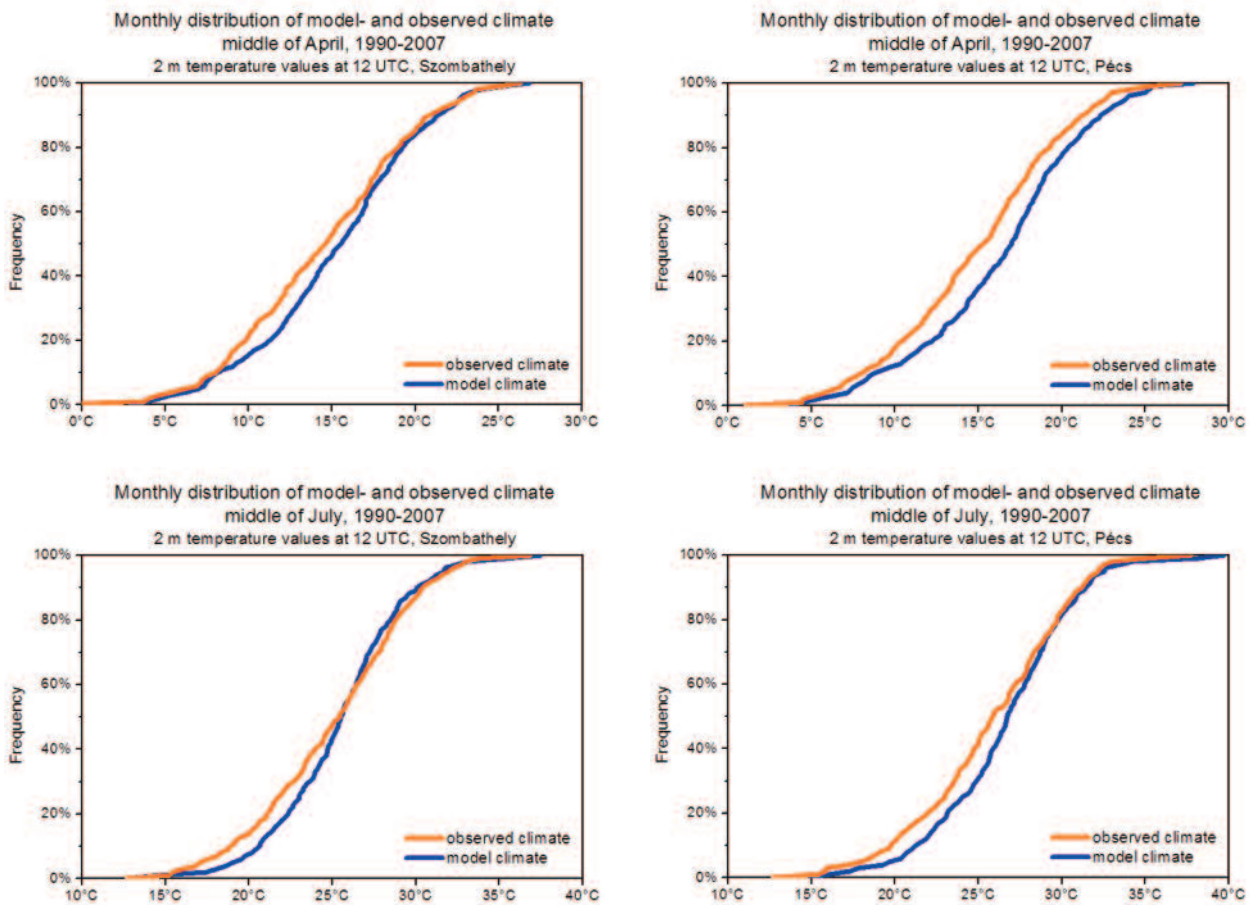 Monthly distribution of model- and observed climate
middle of April, 1990-2007
2 m temperature values at 12 UTC, Szombathely
100%
80%
60%
40%
20%
0%
Frequency
observed climate
model climate
0°C 5°C 10°C 15°C 20°C 25°C 30°C
Monthly distribution of model- and observed climate
middle of April, 1990-2007
2 m temperature values at 12 UTC, Pécs
100%
80%
60%
40%
20%
0%
Frequency
observed climate
model climate
0°C 5°C 10°C 15°C 20°C 25°C 30°C
Monthly distribution of model- and observed climate
middle of July, 1990-2007
2 m temperature values at 12 UTC, Szombathely
100%
80%
60%
40%
20%
0%
Frequency
observed climate
model climate
10°C 15°C 20°C 25°C 30°C 35°C 40°C
Monthly distribution of model- and observed climate
middle of July, 1990-2007
2 m temperature values at 12 UTC, Pécs
100%
80%
60%
40%
20%
0%
Frequency
observed climate
model climate
10°C 15°C 20°C 25°C 30°C 35°C 40°C